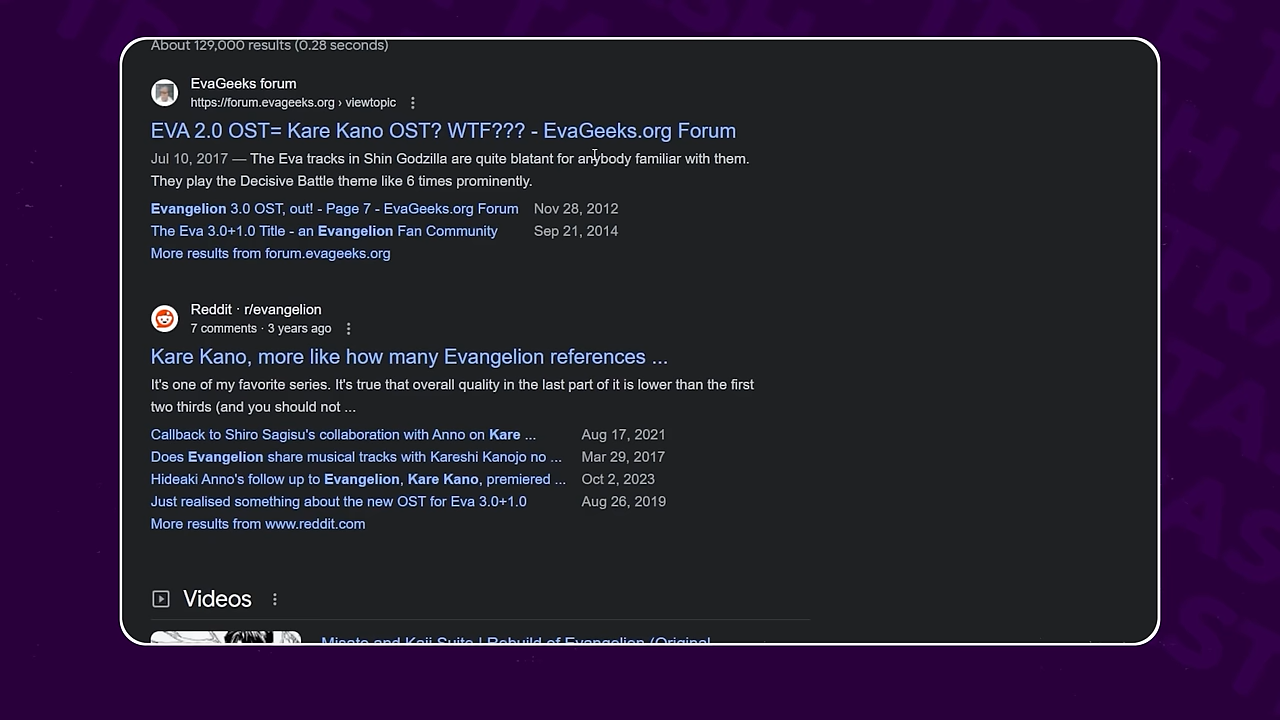 About 129,000 results (0.28 seconds)
EvaGeeks forum
https://forum.evageeks.org › viewtopic
EVA 2.0 OST= Kare Kano OST? WTF??? - EvaGeeks.org Forum
Jul 10, 2017 — The Eva tracks in Shin Godzilla are quite blatant for anybody familiar with them.
They play the Decisive Battle theme like 6 times prominently.
Evangelion 3.0 OST, out! - Page 7 - EvaGeeks.org Forum Nov 28, 2012
The Eva 3.0+1.0 Title - an Evangelion Fan Community Sep 21, 2014
More results from forum.evageeks.org
Reddit · r/evangelion
7 comments · 3 years ago
Kare Kano, more like how many Evangelion references ...
It's one of my favorite series. It's true that overall quality in the last part of it is lower than the first
two thirds (and you should not ...
Callback to Shiro Sagisu's collaboration with Anno on Kare ... Aug 17, 2021
Does Evangelion share musical tracks with Kareshi Kanojo no ... Mar 29, 2017
Hideaki Anno's follow up to Evangelion, Kare Kano, premiered ... Oct 2, 2023
Just realised something about the new OST for Eva 3.0+1.0 Aug 26, 2019
More results from www.reddit.com
Videos
Misato and Kaji Suite | Rebuild of Evangelion (Original